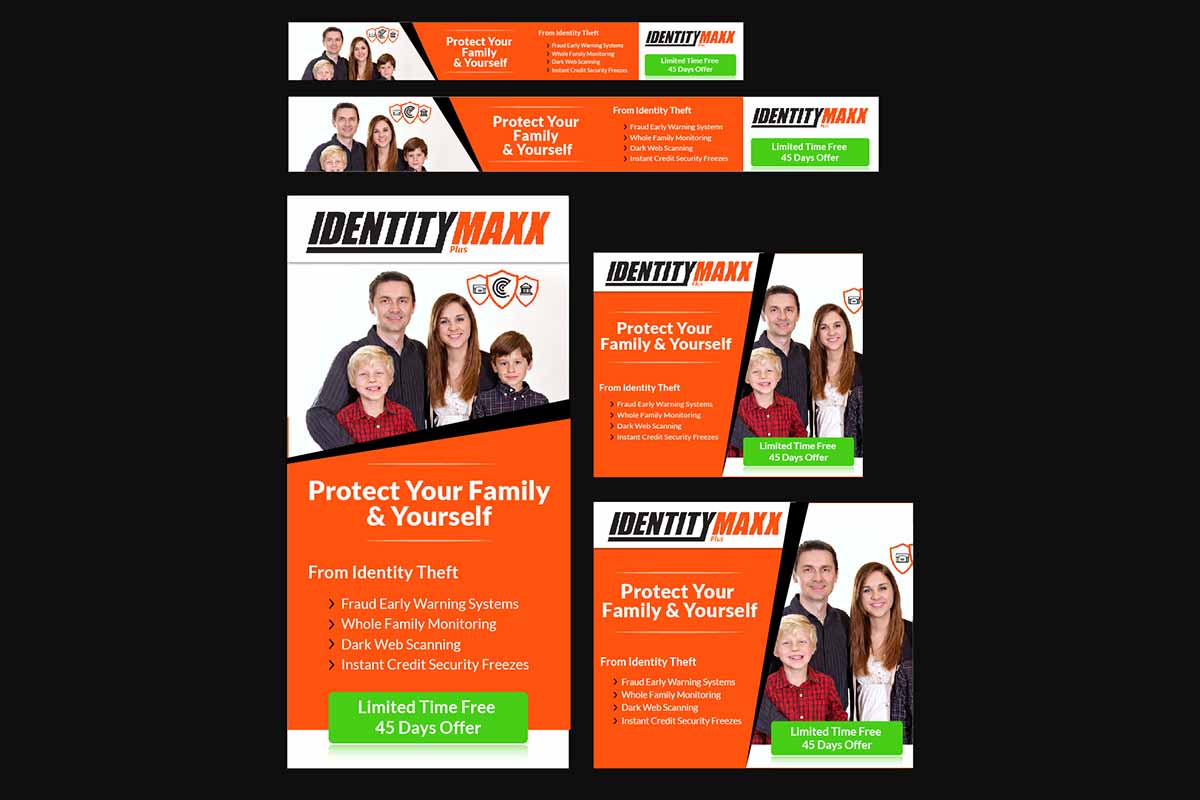 Protect Your
Family
& Yourself
From Identity Theft
Fraud Early Warning Systems
Whole Family Monitoring
Dark Web Scanning
Instant Credit Security Freezes
IDENTITYMAXX
Plus
Limited Time Free
45 Days Offer
Protect Your
Family
& Yourself
From Identity Theft
Fraud Early Warning Systems
Whole Family Monitoring
Dark Web Scanning
Instant Credit Security Freezes
IDENTITYMAXX
Plus
Limited Time Free
45 Days Offer
IDENTITYMAXX
Plus
Protect Your Family
& Yourself
From Identity Theft
Fraud Early Warning Systems
Whole Family Monitoring
Dark Web Scanning
Instant Credit Security Freezes
Limited Time Free
45 Days Offer
IDENTITYMAXX
Plus
Protect Your
Family & Yourself
From Identity Theft
Fraud Early Warning Systems
Whole Family Monitoring
Dark Web Scanning
Instant Credit Security Freezes
Limited Time Free
45 Days Offer
IDENTITYMAXX
Plus
Protect Your
Family & Yourself
From Identity Theft
Fraud Early Warning Systems
Whole Family Monitoring
Dark Web Scanning
Instant Credit Security Freezes
Limited Time Free
45 Days Offer